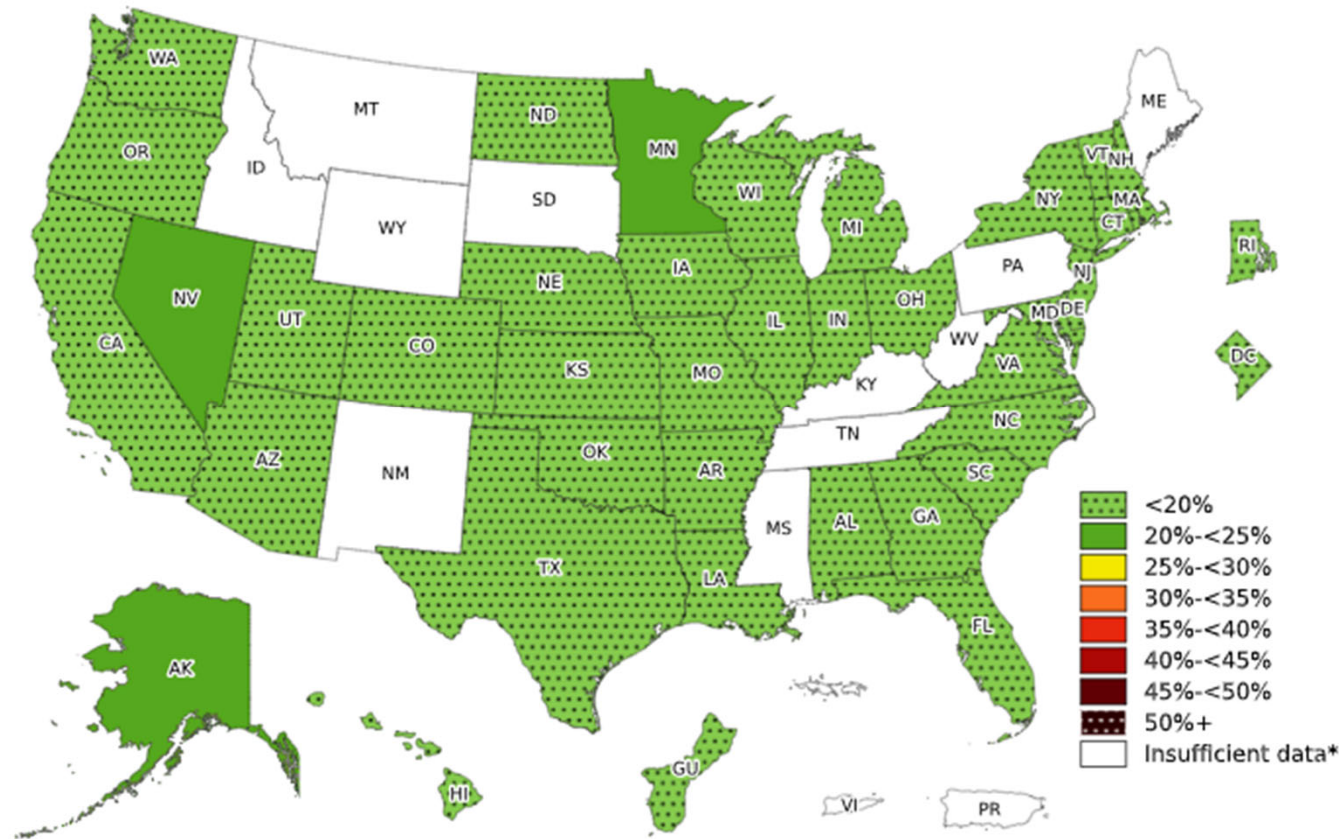 WA
MT
ME
ND
OR
MN
VT
NH
ID
WI
SD
NY
MA
WY
MI
CT
RI
IA
PA
NJ
NE
NV
OH
UT
IL
IN
MD
DE
CA
CO
WV
DC
KS
MO
VA
KY
NC
TN
OK
AZ
AR
NM
SC
GA
MS
AL
TX
LA
FL
AK
GU
HI
VI
PR
<20%
20%-<25%
25%-<30%
30%-<35%
35%-<40%
40%-<45%
45%-<50%
50%+
Insufficient data*